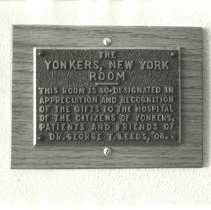 THE
YONKERS, NEW YORK
ROOM
THIS ROOM IS SO DESIGNATED IN
APPRECIATION AND RECOGNITION
OF THE GIFTS TO THE HOSPITAL
OF THE CITIZENS OF YONKERS,
PATIENTS AND FRIENDS OF
DR. GEORGE T. LEEDS, '06.